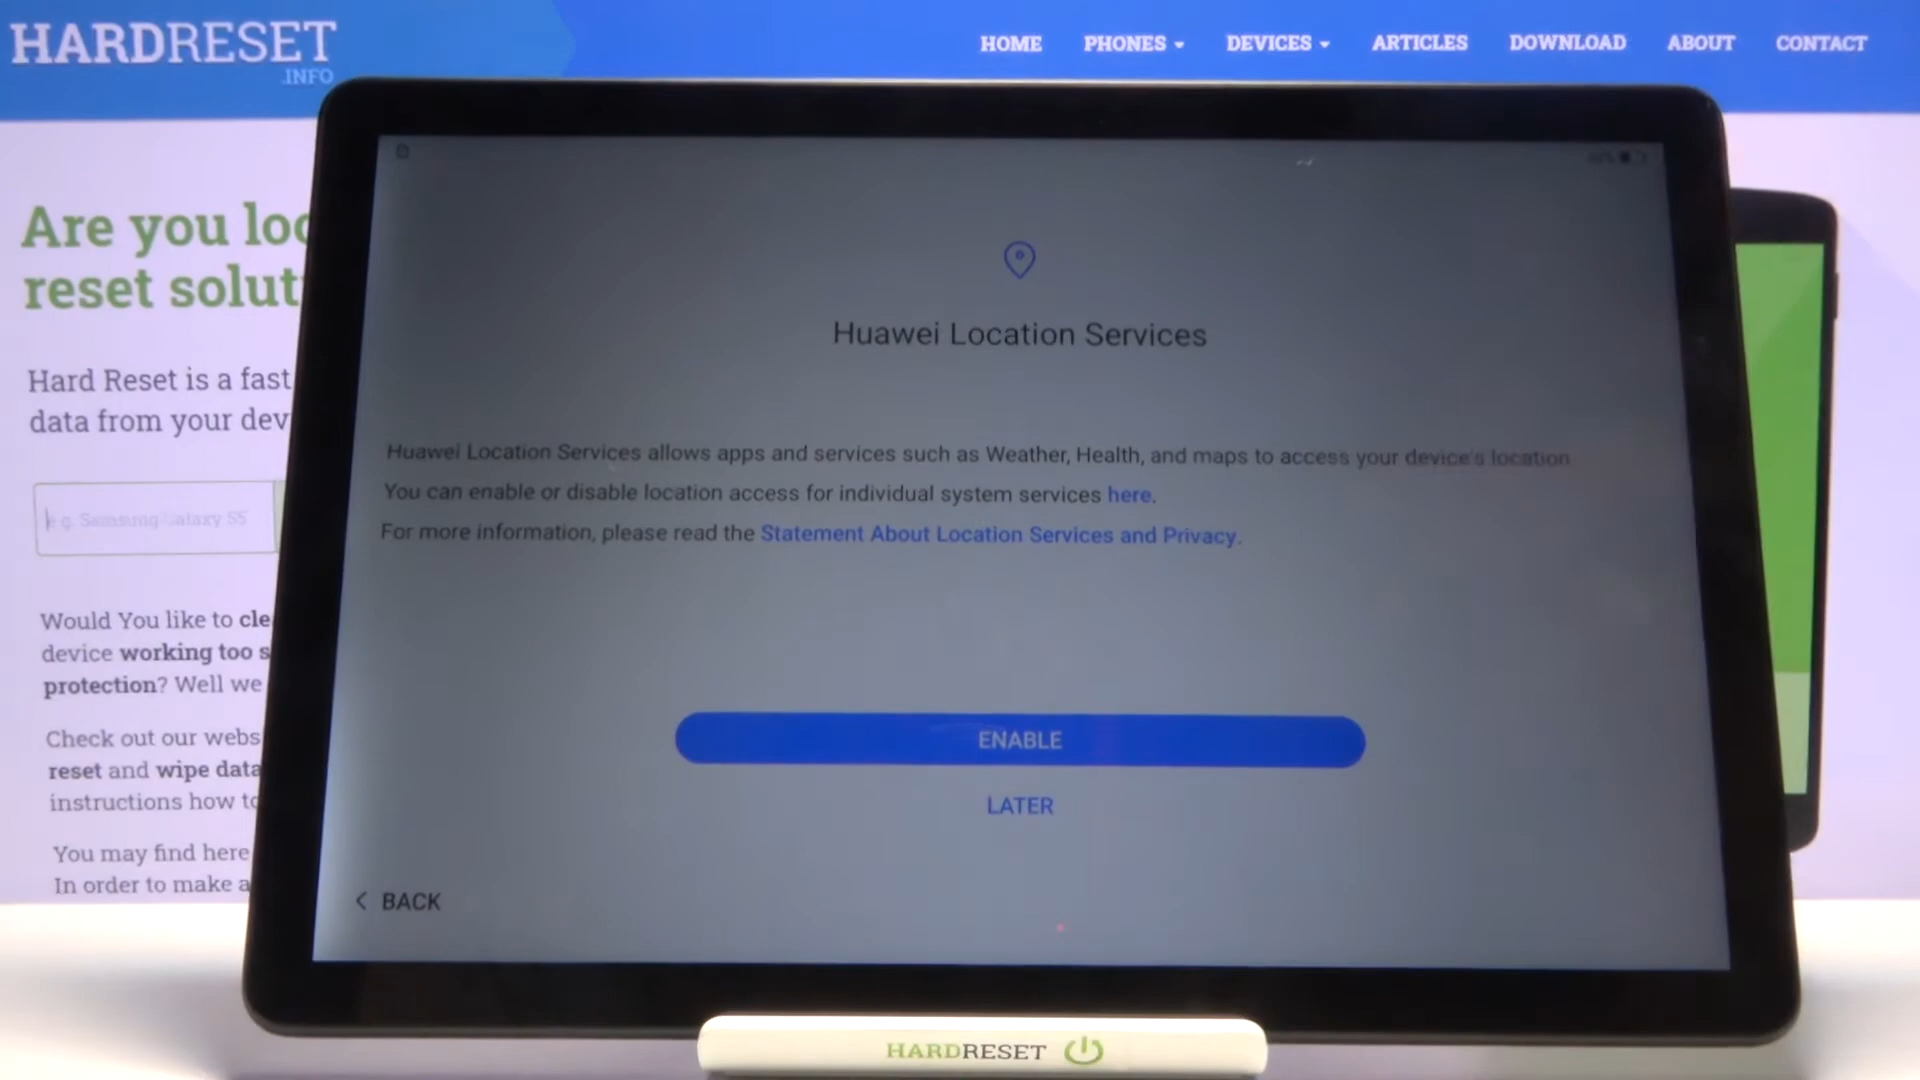 HARDRESET
.INFO
HOME PHONES DEVICES ARTICLES DOWNLOAD ABOUT CONTACT
Are you loc
reset solut
Hard Reset is a fast
data from your dev
e.g. Samsung Galaxy S5
Would You like to cle
device working too s
protection? Well we
Check out our webs
reset and wipe data
instructions how to
You may find here
In order to make a
Huawei Location Services
Huawei Location Services allows apps and services such as Weather, Health, and maps to access your device's location
You can enable or disable location access for individual system services here.
For more information, please read the Statement About Location Services and Privacy.
ENABLE
LATER
< BACK
HARDRESET